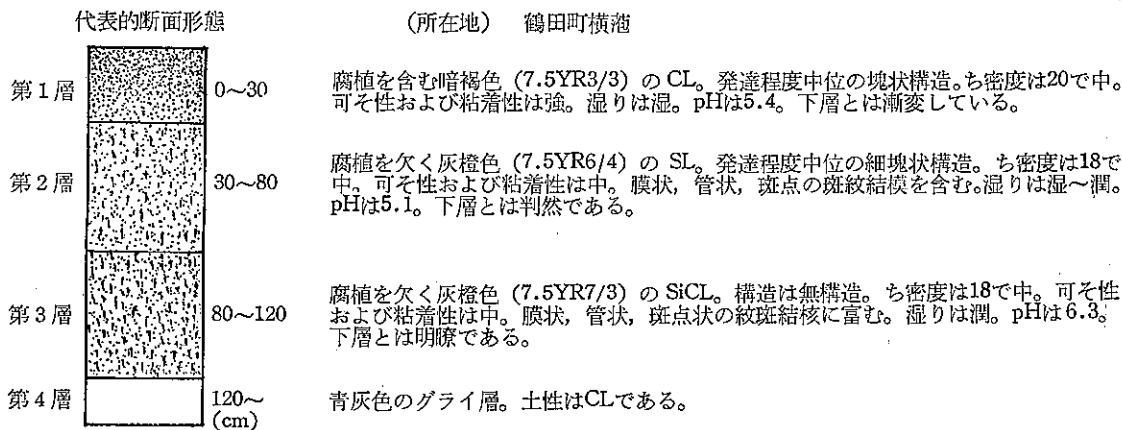 代表的断面形態
(所在地) 鶴田町横萢
第1層
0～30
腐植を含む暗褐色 (7.5YR3/3) の CL。発達程度中位の塊状構造。ち密度は20で中。
可そ性および粘着性は強。湿りは湿。pHは5.4。下層とは漸変している。
第2層
30～80
腐植を欠く灰橙色 (7.5YR6/4) の SL。発達程度中位の細塊状構造。ち密度は18で
中。可そ性および粘着性は中。膜状，管状，斑点の斑紋結模を含む。湿りは湿～潤。
pHは5.1。下層とは判然である。
第3層
80～120
腐植を欠く灰橙色 (7.5YR7/3) の SiCL。構造は無構造。ち密度は18で中。可そ性
および粘着性は中。膜状，管状，斑点状の紋斑結核に富む。湿りは潤。pHは6.3。
下層とは明瞭である。
第4層
120～
(cm)
青灰色のグライ層。土性はCLである。